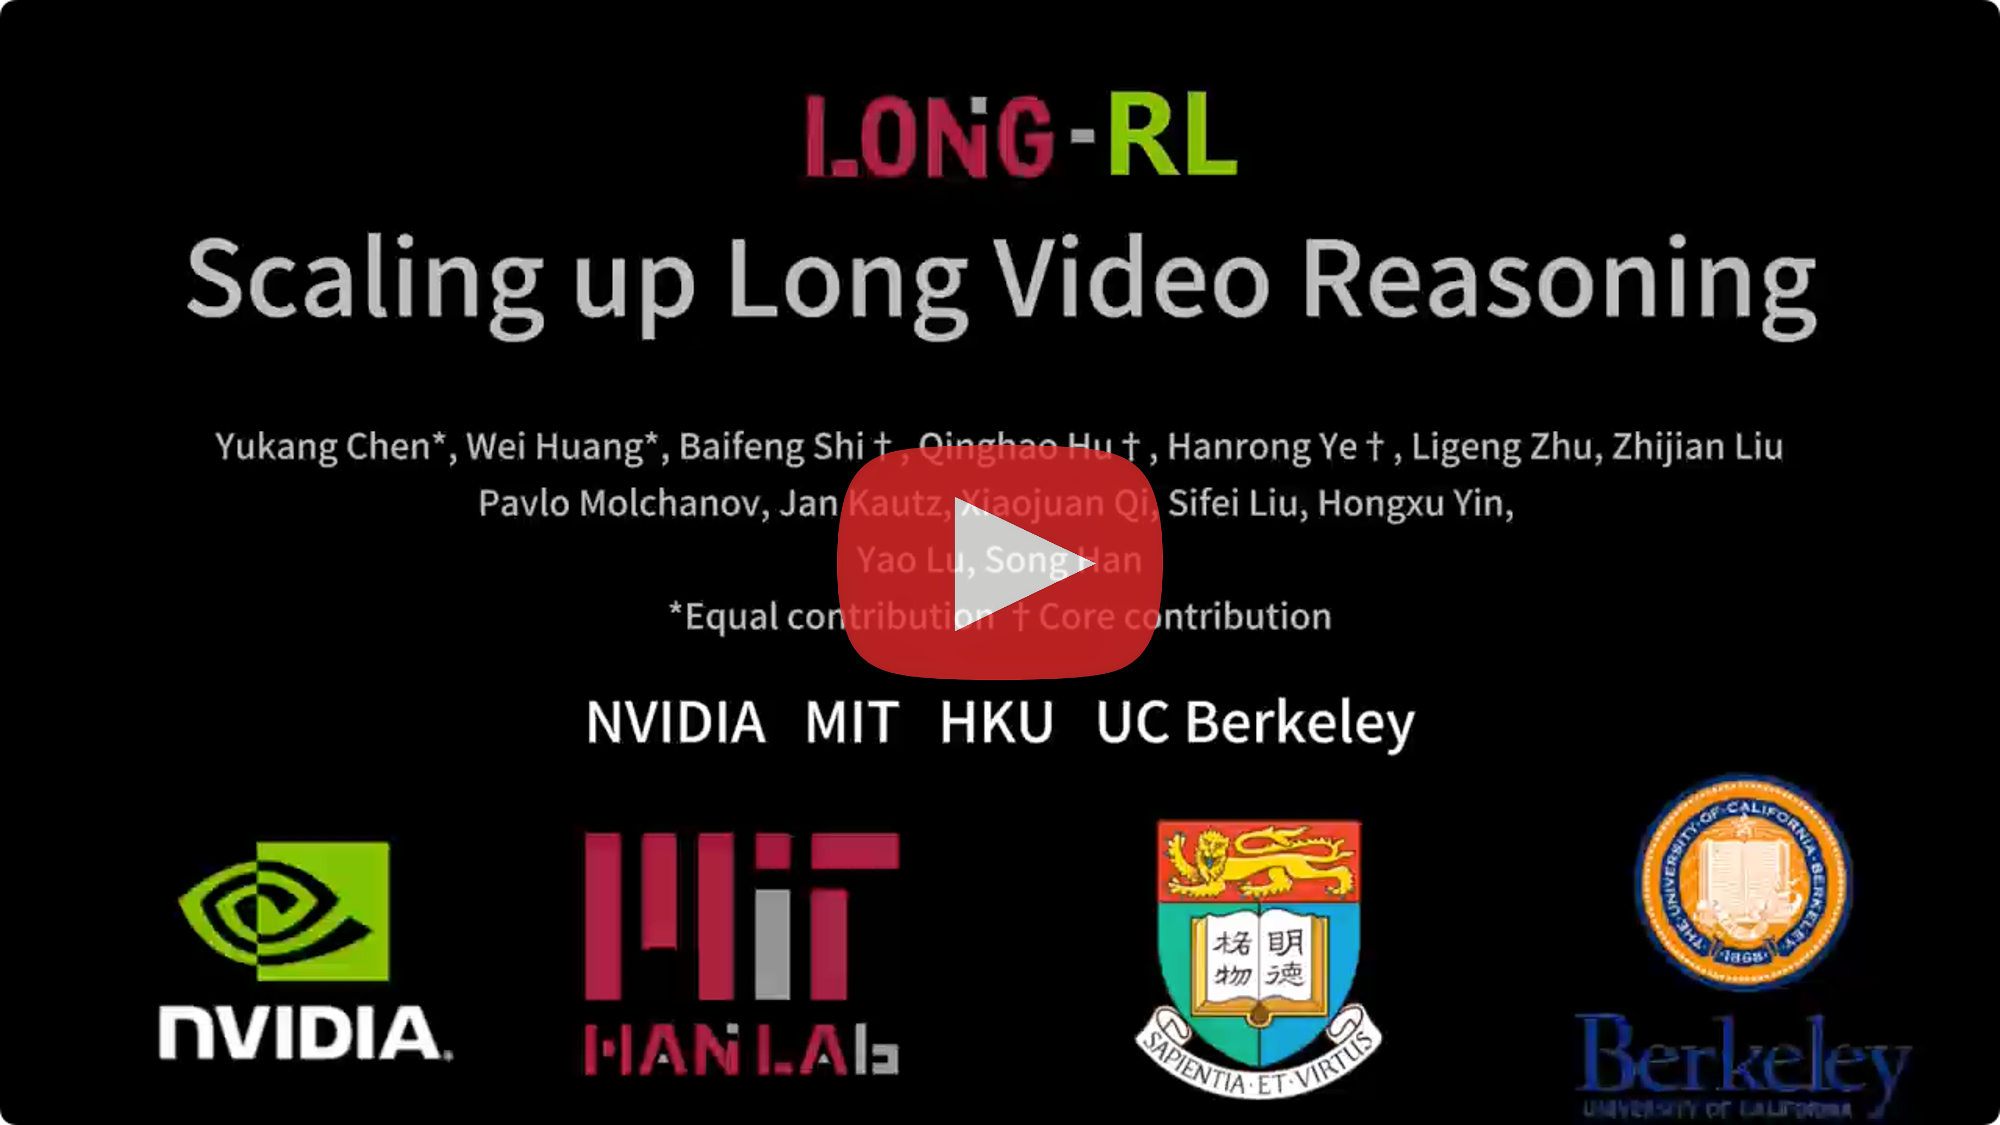 LONG-RL
Scaling up Long Video Reasoning
Yukang Chen*, Wei Huang*, Baifeng Shi†, Qinghao Hu†, Hanrong Ye†, Ligeng Zhu, Zhijian Liu
Pavlo Molchanov, Jan Kautz, Xiaojuan Qi, Sifei Liu, Hongxu Yin,
Yao Lu, Song Han
*Equal contribution †Core contribution
NVIDIA MIT HKU UC Berkeley
NVIDIA.
MIT
HAN LAB
明德
格物
SAPIENTIA·ET·VIRTUS
THE·UNIVERSITY·OF·CALIFORNIA·BERKELEY
·1868·
Berkeley
UNIVERSITY OF CALIFORNIA